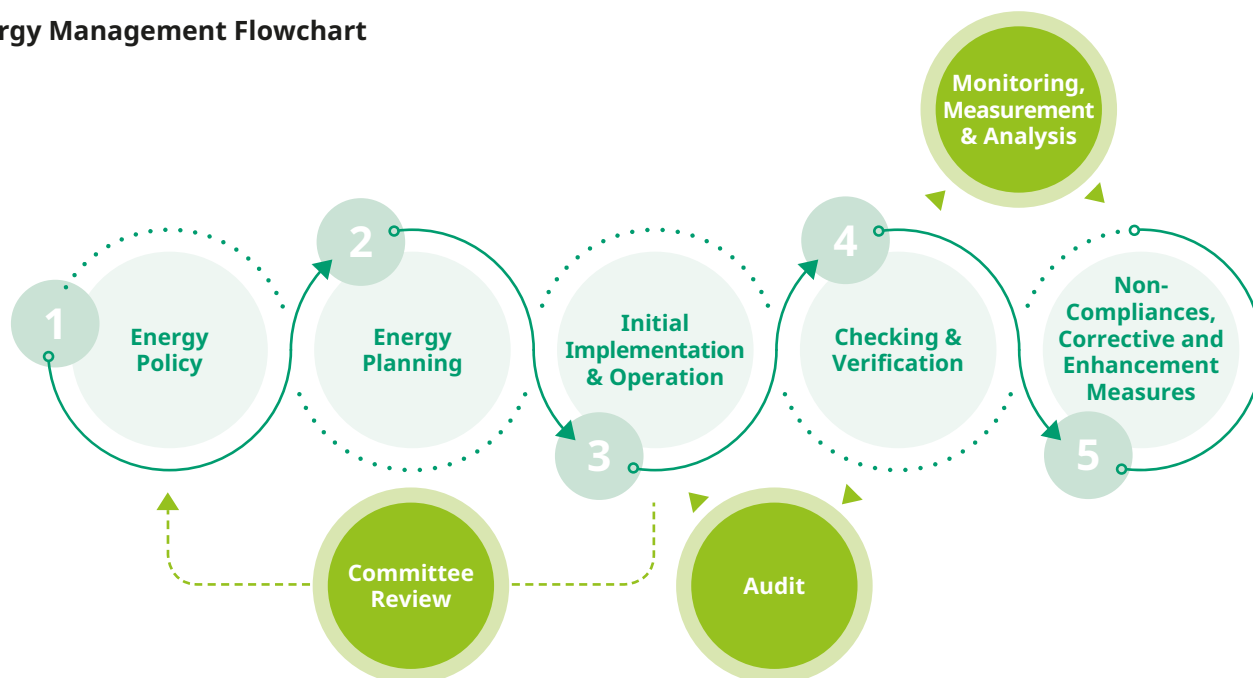 rgy Management Flowchart
Monitoring,
Measurement
& Analysis
1
Energy
Policy
2
Energy
Planning
3
Initial
Implementation
& Operation
4
Checking &
Verification
5
Non-
Compliances,
Corrective and
Enhancement
Measures
Committee
Review
Audit